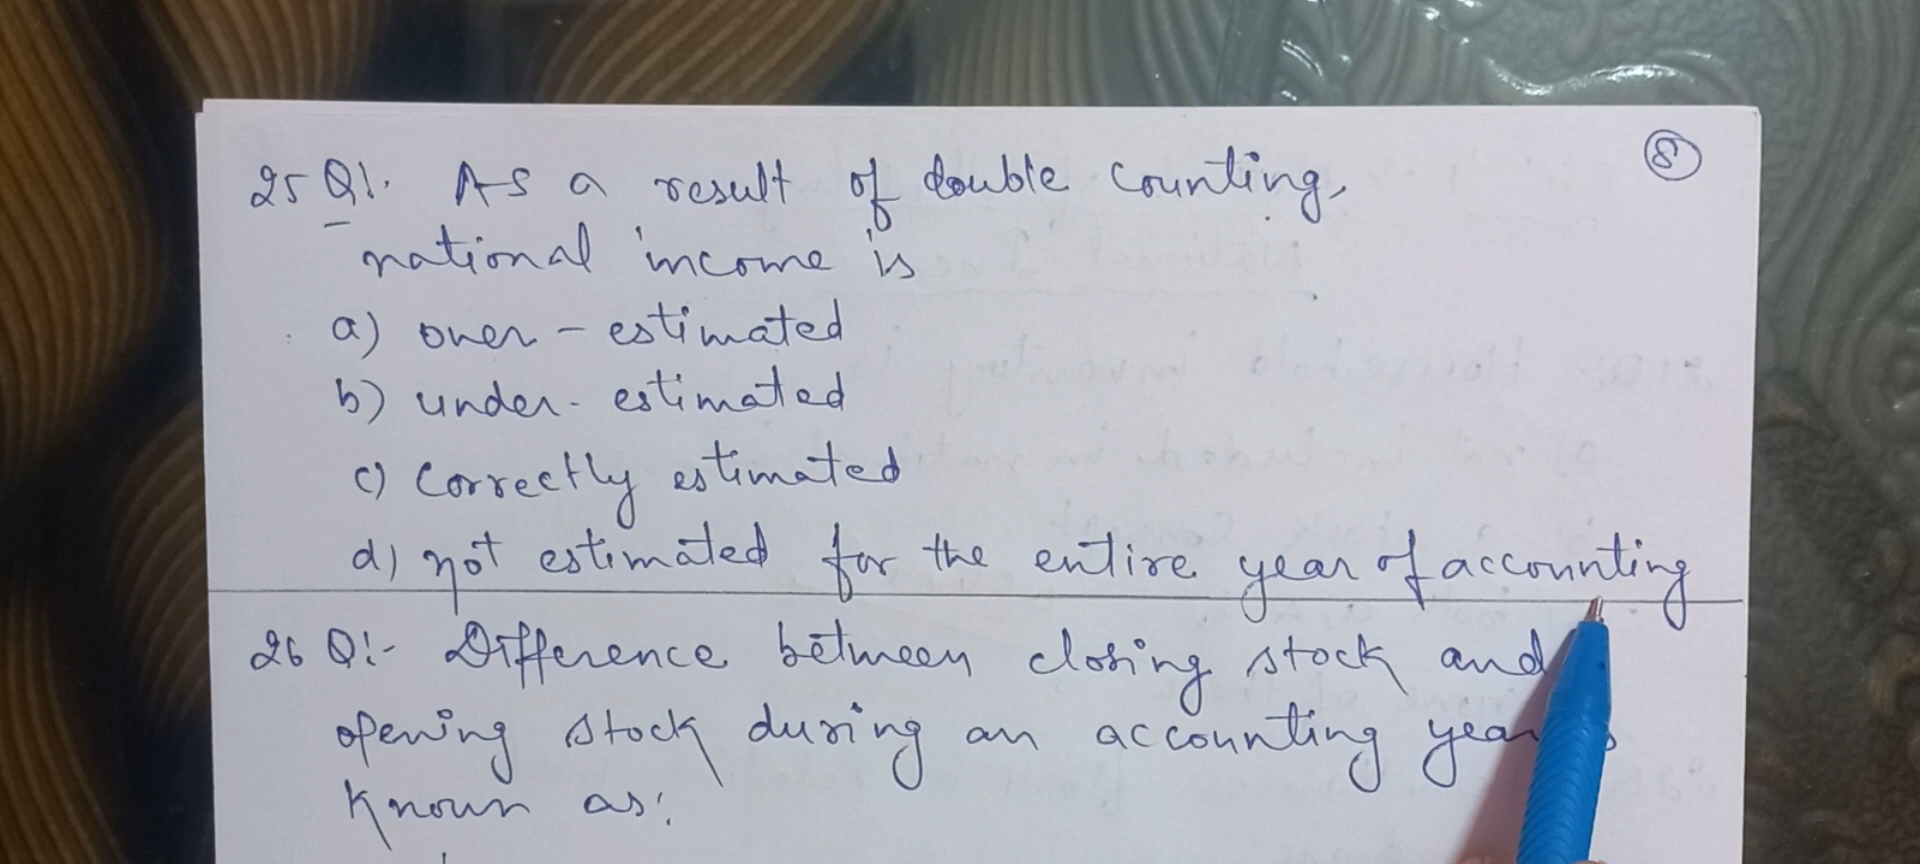 8
25 Q!. As a result of double counting,
national income is
a) over - estimated
b) under - estimated
c) Correctly estimated
d) not estimated for the entire year of accounting
26 Q!- Difference between closing stock and
opening stock during an accounting year
known as: